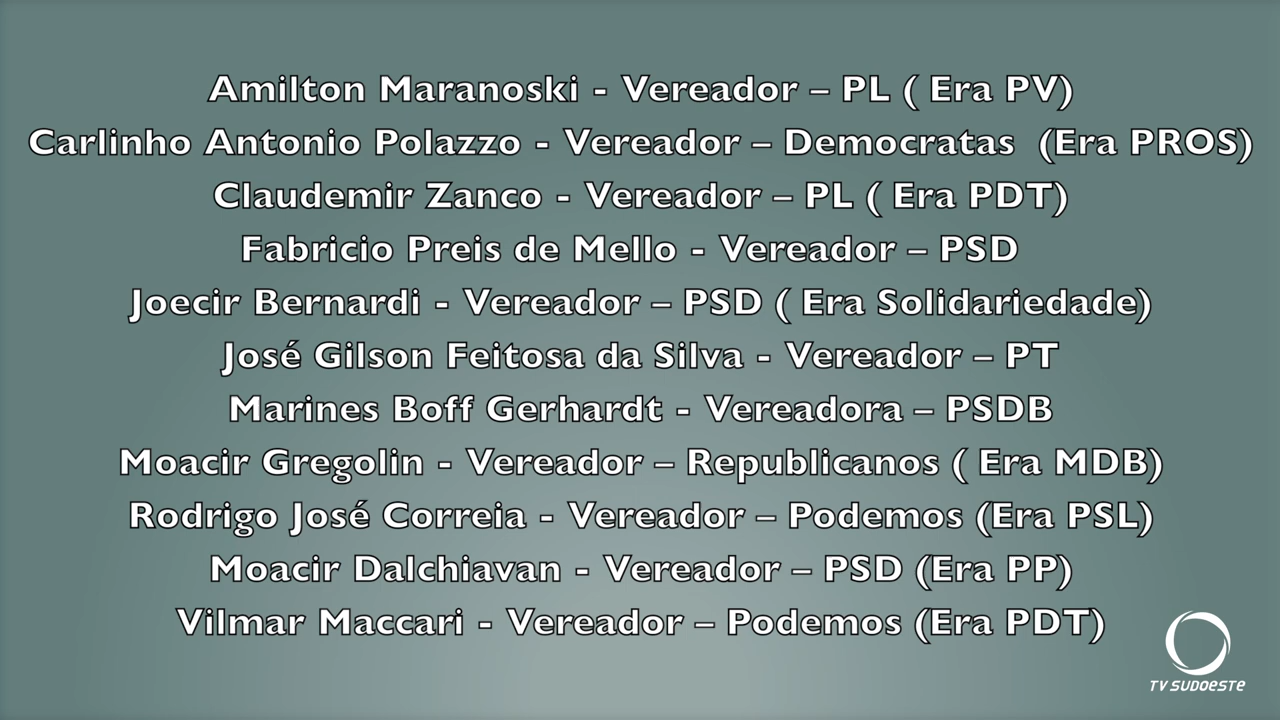 Amilton Maranoski - Vereador – PL ( Era PV)
Carlinho Antonio Polazzo - Vereador – Democratas  (Era PROS)
Claudemir Zanco - Vereador – PL ( Era PDT)
Fabricio Preis de Mello - Vereador – PSD
Joecir Bernardi - Vereador – PSD ( Era Solidariedade)
José Gilson Feitosa da Silva - Vereador – PT
Marines Boff Gerhardt - Vereadora – PSDB
Moacir Gregolin - Vereador – Republicanos ( Era MDB)
Rodrigo José Correia - Vereador – Podemos (Era PSL)
Moacir Dalchiavan - Vereador – PSD (Era PP)
Vilmar Maccari - Vereador – Podemos (Era PDT)
TV SUDOESTE